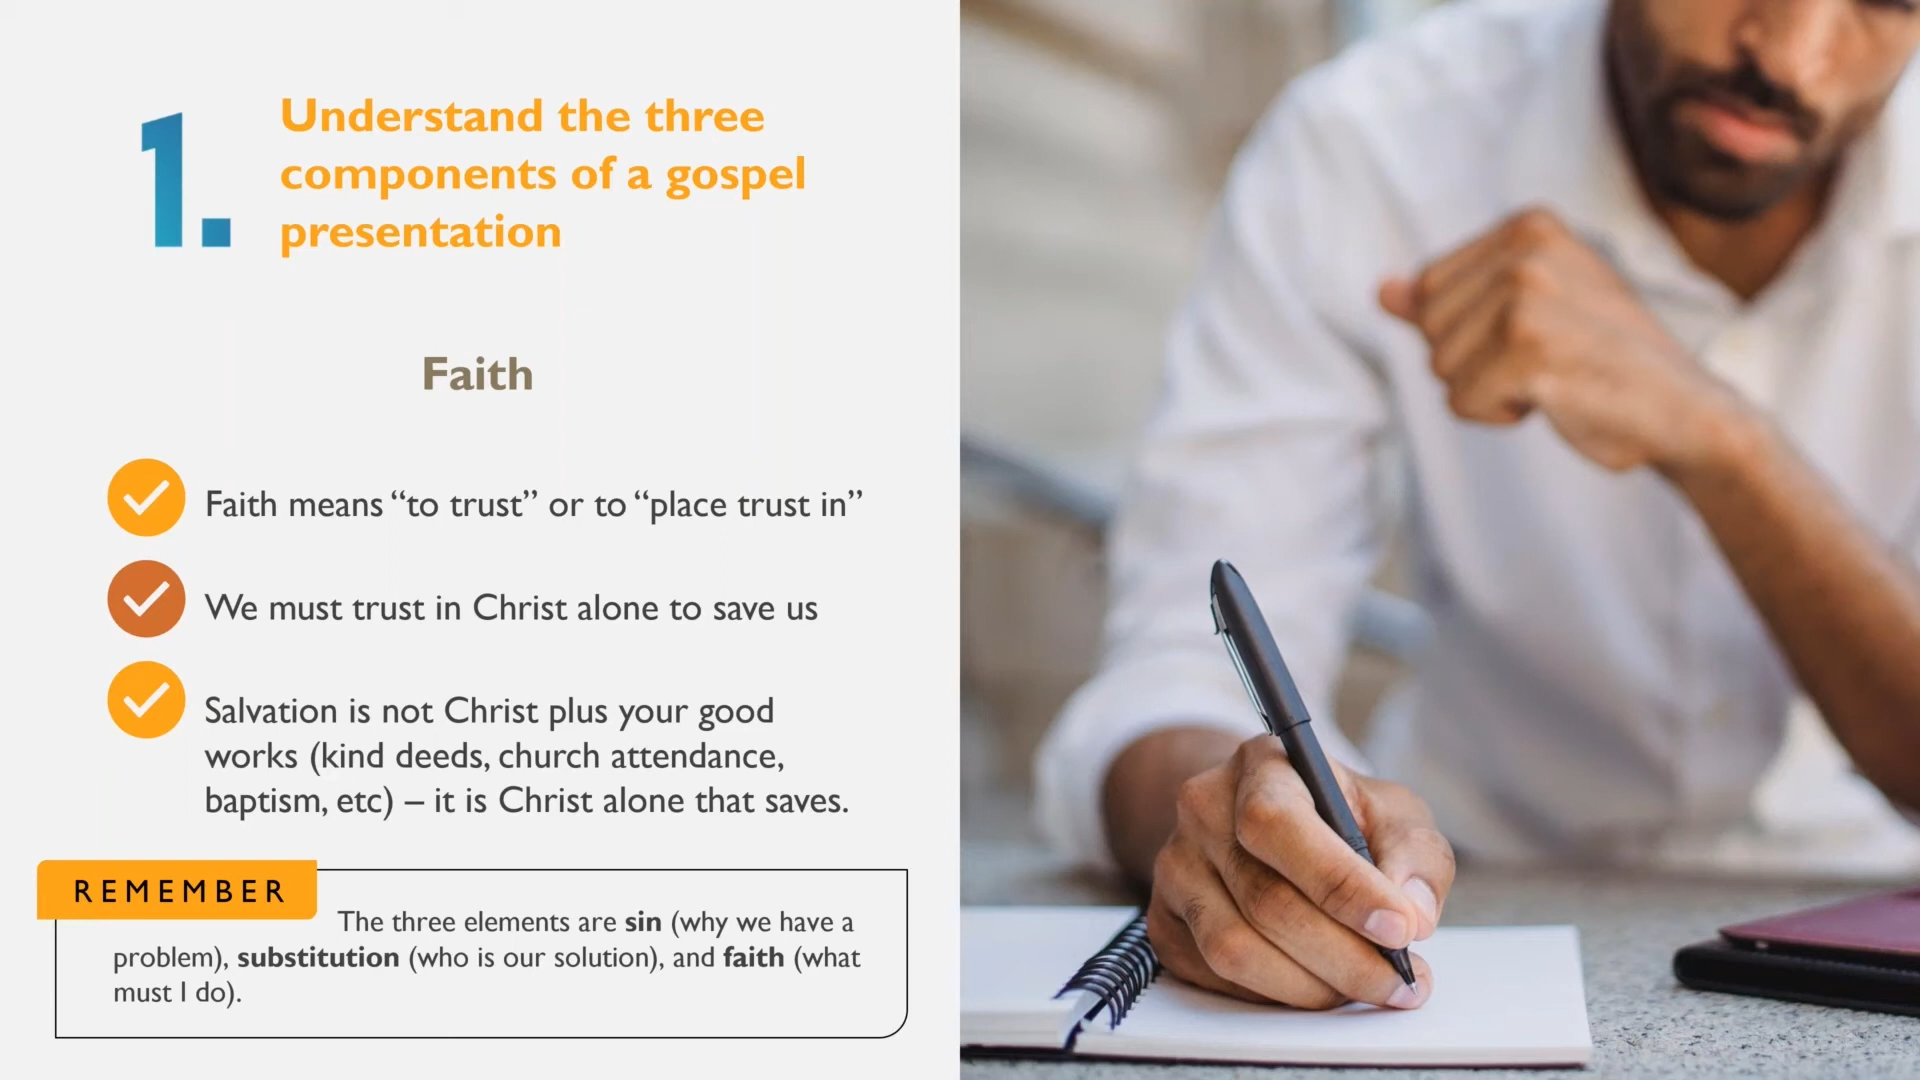 1.
Understand the three
components of a gospel
presentation
Faith
Faith means “to trust” or to “place trust in”
We must trust in Christ alone to save us
Salvation is not Christ plus your good
works (kind deeds, church attendance,
baptism, etc) – it is Christ alone that saves.
REMEMBER
The three elements are sin (why we have a
problem), substitution (who is our solution), and faith (what
must I do).